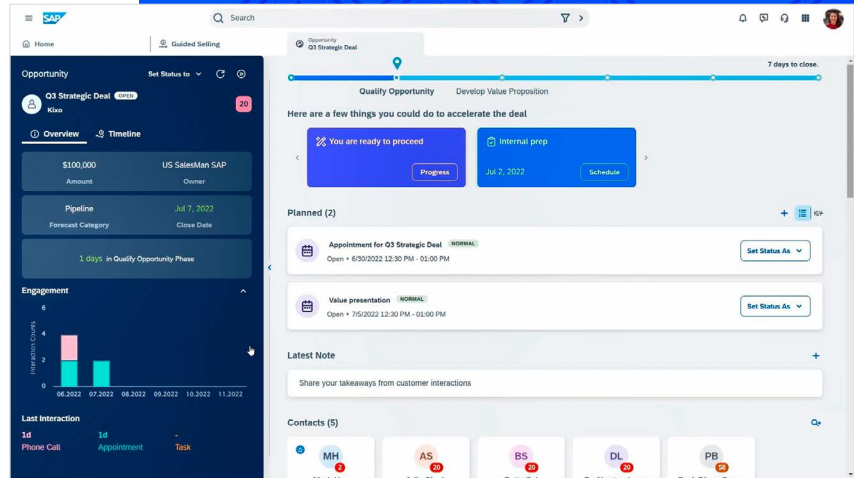 SAP
Search
Home
Guided Selling
Opportunity
Q3 Strategic Deal
Opportunity
Set Status to
Q3 Strategic Deal OPEN
Kixo
20
Overview
Timeline
$100,000
US SalesMan SAP
Amount
Owner
Pipeline
Jul 7, 2022
Forecast Category
Close Date
1 days in Qualify Opportunity Phase
Engagement
Interaction Counts
6
4
2
0
06.2022 07.2022 08.2022 09.2022 10.2022 11.2022
Last Interaction
1d
1d
-
Phone Call
Appointment
Task
7 days to close.
Qualify Opportunity
Develop Value Proposition
Here are a few things you could do to accelerate the deal
You are ready to proceed
Progress
Internal prep
Jul 2, 2022
Schedule
Planned (2)
Appointment for Q3 Strategic Deal NORMAL
Open • 6/30/2022 12:30 PM - 01:00 PM
Set Status As
Value presentation NORMAL
Open • 7/5/2022 12:30 PM - 01:00 PM
Set Status As
Latest Note
Share your takeaways from customer interactions
Contacts (5)
MH
2
AS
20
BS
20
DL
20
PB
50